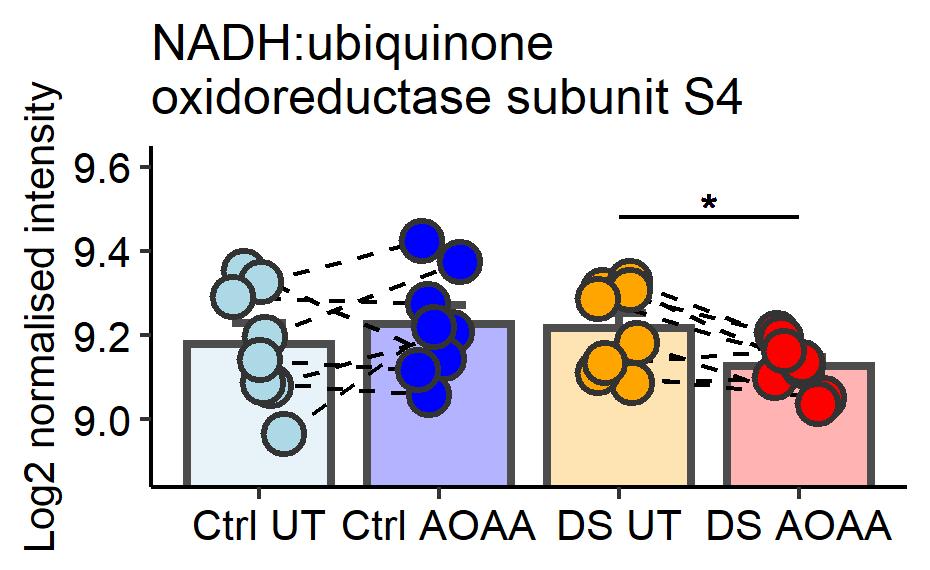 NADH:ubiquinone
oxidoreductase subunit S4
Log2 normalised intensity
9.6
9.4
9.2
9.0
*
Ctrl UT Ctrl AOAA DS UT DS AOAA